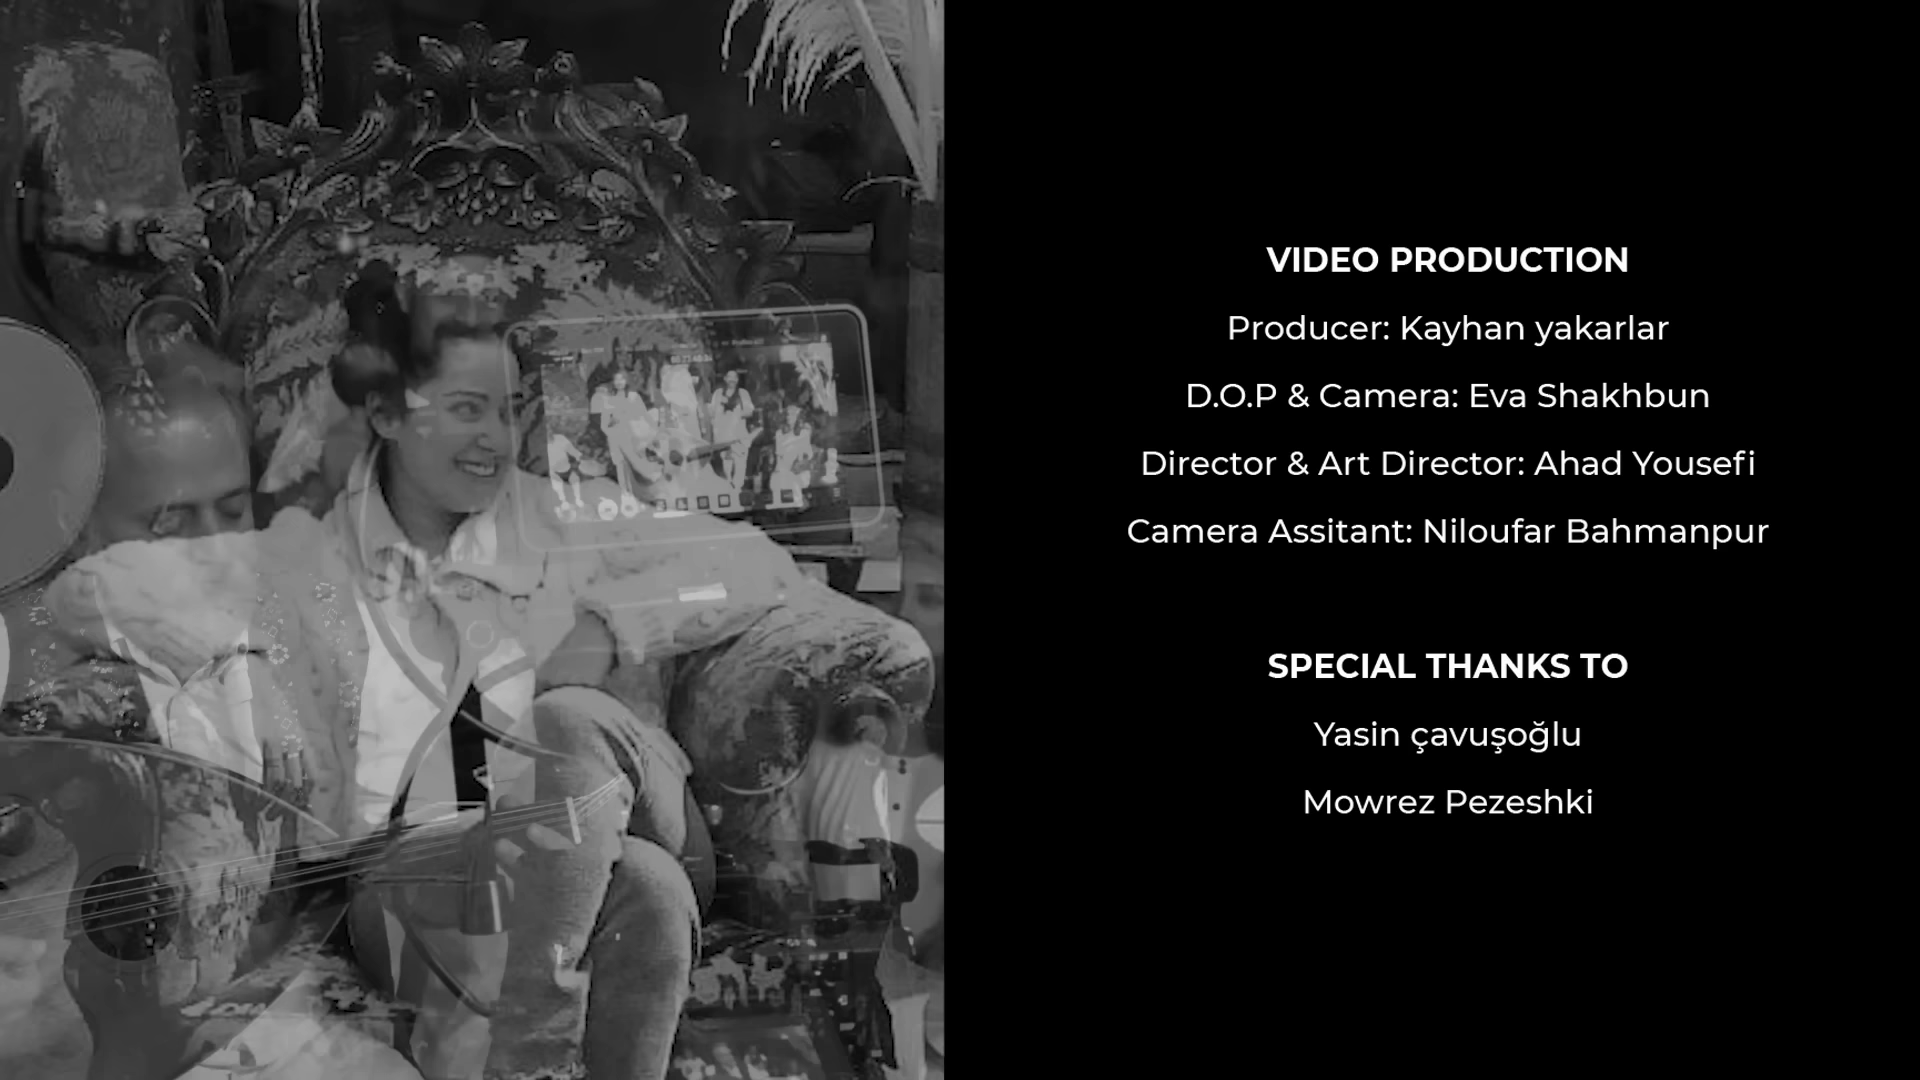 VIDEO PRODUCTION
Producer: Kayhan yakarlar
D.O.P & Camera: Eva Shakhbun
Director & Art Director: Ahad Yousefi
Camera Assitant: Niloufar Bahmanpur
SPECIAL THANKS TO
Yasin çavuşoğlu
Mowrez Pezeshki